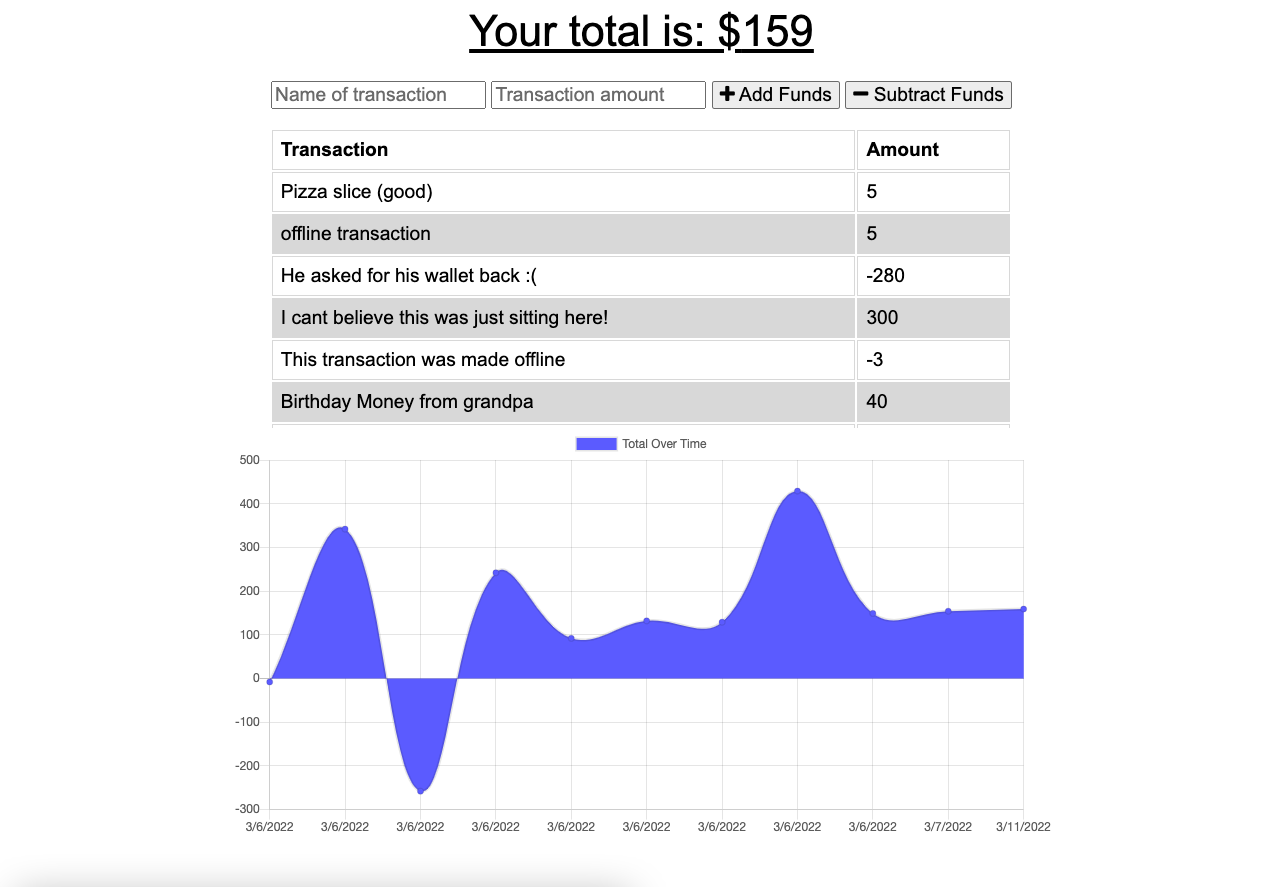 Your total is: $159
Name of transaction Transaction amount + Add Funds − Subtract Funds
Transaction Amount
Pizza slice (good) 5
offline transaction 5
He asked for his wallet back :( -280
I cant believe this was just sitting here! 300
This transaction was made offline -3
Birthday Money from grandpa 40
Total Over Time
500
400
300
200
100
0
-100
-200
-300
3/6/2022 3/6/2022 3/6/2022 3/6/2022 3/6/2022 3/6/2022 3/6/2022 3/6/2022 3/6/2022 3/7/2022 3/11/2022